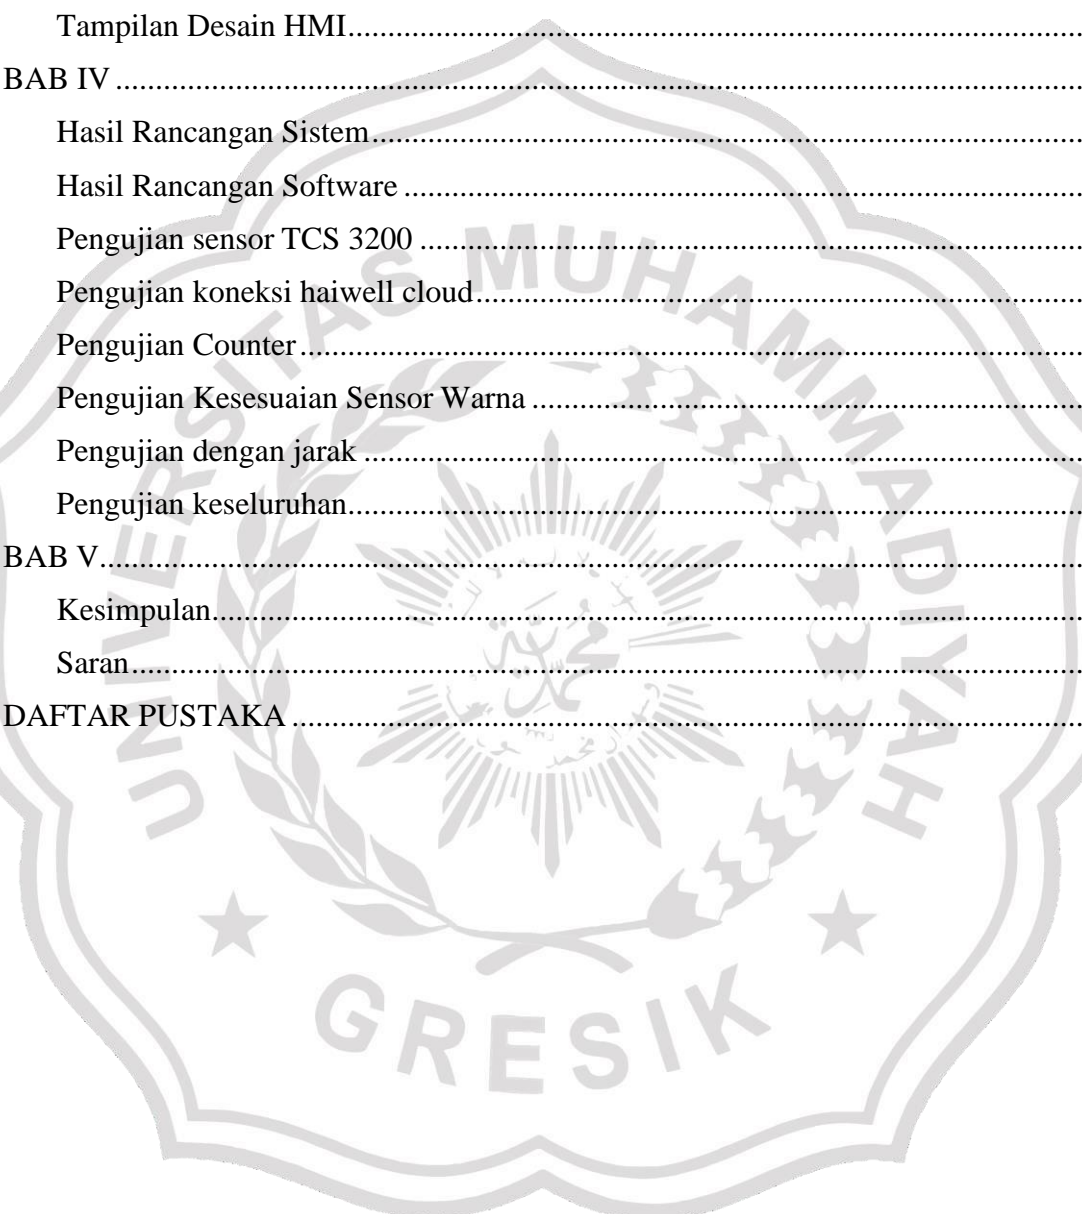 Tampilan Desain HMI...............................................................................................
BAB IV..........................................................................................................................
Hasil Rancangan Sistem............................................................................................
Hasil Rancangan Software.......................................................................................
Pengujian sensor TCS 3200......................................................................................
Pengujian koneksi haiwell cloud..............................................................................
Pengujian Counter.....................................................................................................
Pengujian Kesesuaian Sensor Warna........................................................................
Pengujian dengan jarak.............................................................................................
Pengujian keseluruhan..............................................................................................
BAB V............................................................................................................................
Kesimpulan.................................................................................................................
Saran............................................................................................................................
DAFTAR PUSTAKA....................................................................................................
UNIVERSITAS MUHAMMADIYAH
GRESIK